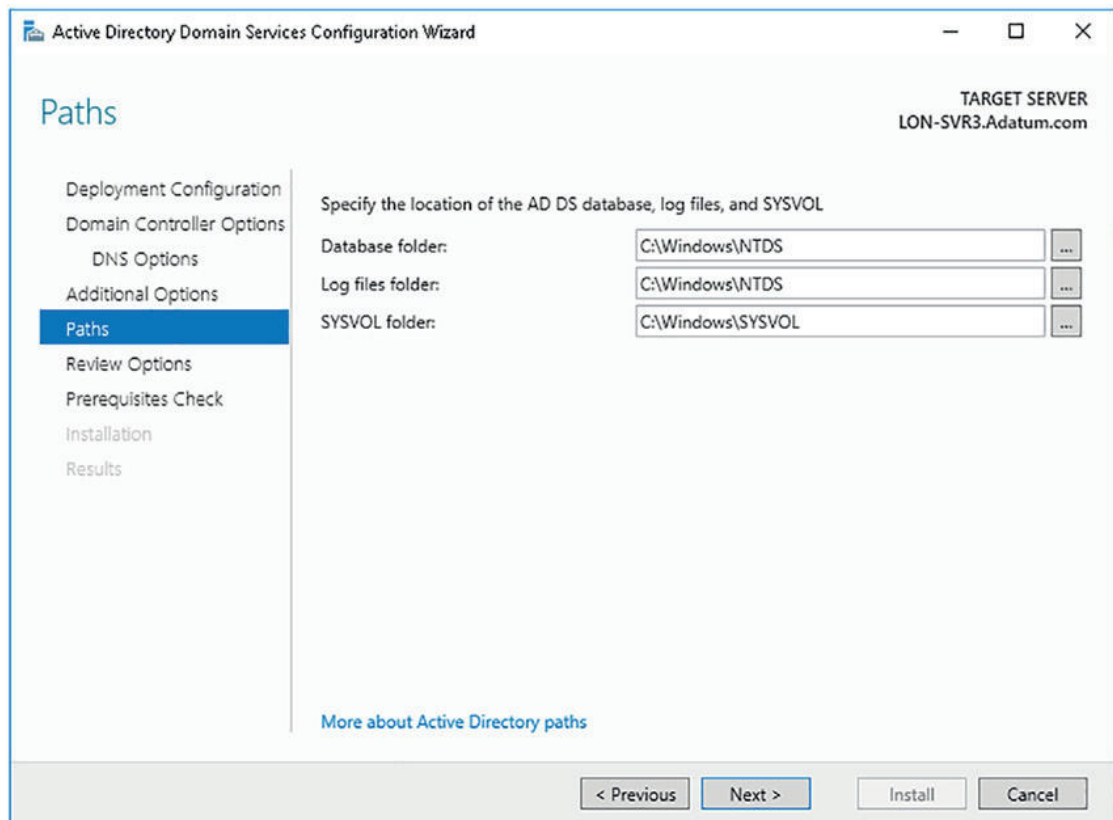 Active Directory Domain Services Configuration Wizard
Paths
TARGET SERVER
LON-SVR3.Adatum.com
Deployment Configuration
Domain Controller Options
DNS Options
Additional Options
Paths
Review Options
Prerequisites Check
Installation
Results
Specify the location of the AD DS database, log files, and SYSVOL
Database folder: C:\Windows\NTDS ...
Log files folder: C:\Windows\NTDS ...
SYSVOL folder: C:\Windows\SYSVOL ...
More about Active Directory paths
< Previous Next > Install Cancel